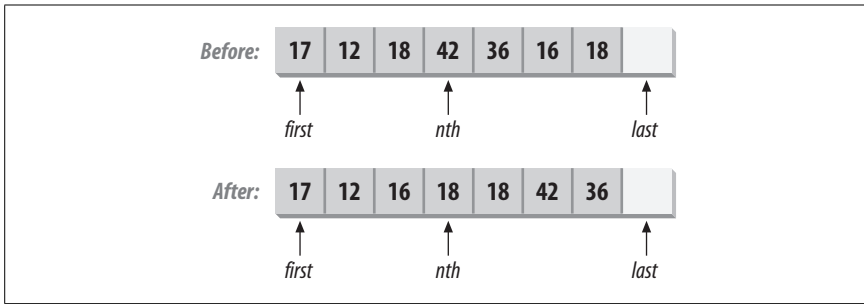 Before: 17 12 18 42 36 16 18
first nth last
After: 17 12 16 18 18 42 36
first nth last